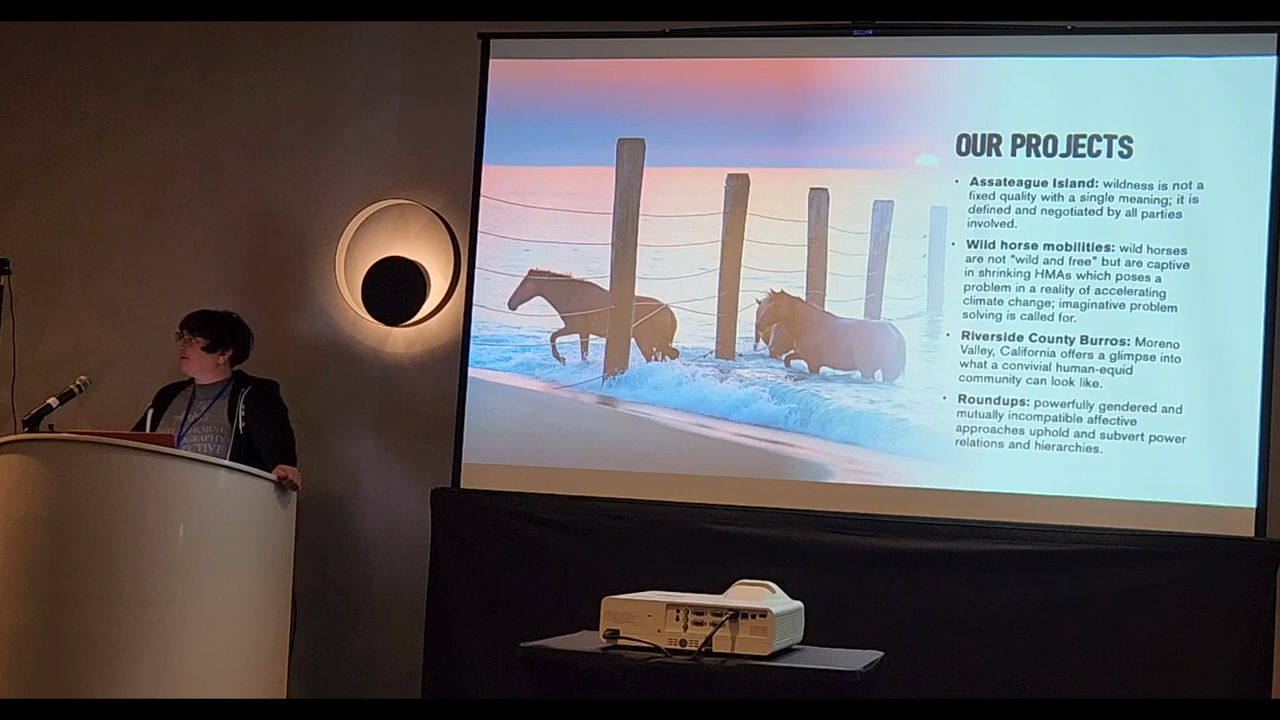 OUR PROJECTS
• Assateague Island: wildness is not a
fixed quality with a single meaning; it is
defined and negotiated by all parties
involved.
• Wild horse mobilities: wild horses
are not "wild and free" but are captive
in shrinking HMAs which poses a
problem in a reality of accelerating
climate change; imaginative problem
solving is called for.
• Riverside County Burros: Moreno
Valley, California offers a glimpse into
what a convivial human-equid
community can look like.
• Roundups: powerfully gendered and
mutually incompatible affective
approaches uphold and subvert power
relations and hierarchies.